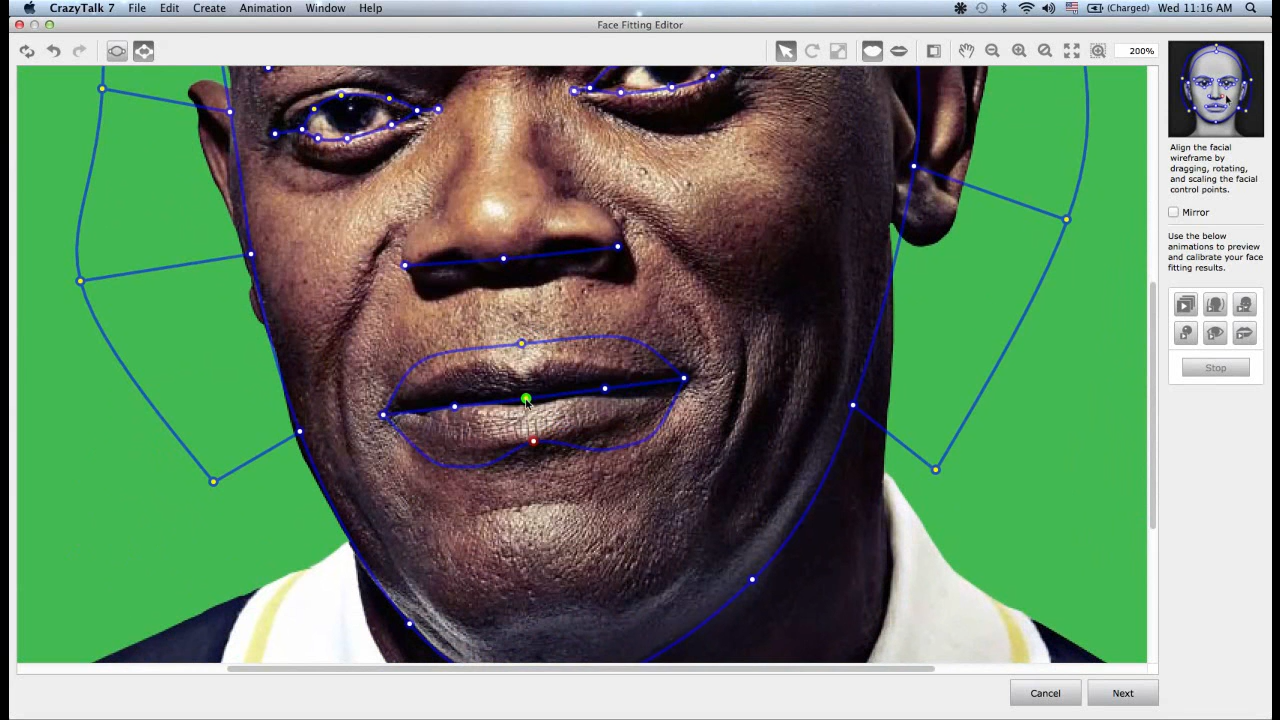 CrazyTalk 7 File Edit Create Animation Window Help (Charged) Wed 11:16 AM
Face Fitting Editor
200%
Align the facial
wireframe by
dragging, rotating,
and scaling the facial
control points.
Mirror
Use the below
animations to preview
and calibrate your face
fitting results.
Stop
Cancel Next